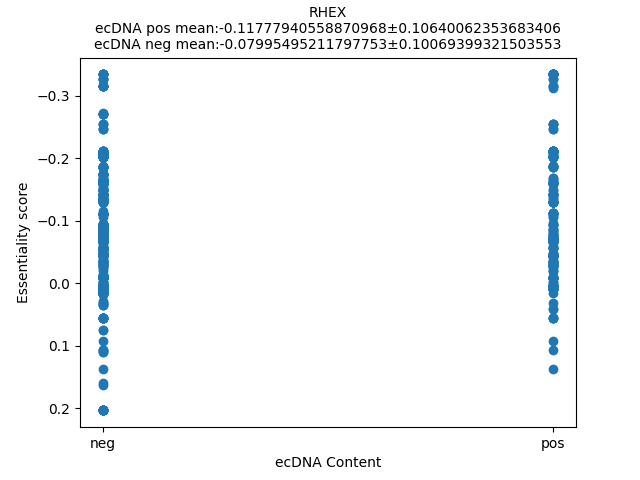 RHEX
ecDNA pos mean:-0.11777940558870968±0.10640062353683406
ecDNA neg mean:-0.07995495211797753±0.10069399321503553
−0.3
−0.2
−0.1
0.0
0.1
0.2
Essentiality score
neg pos
ecDNA Content